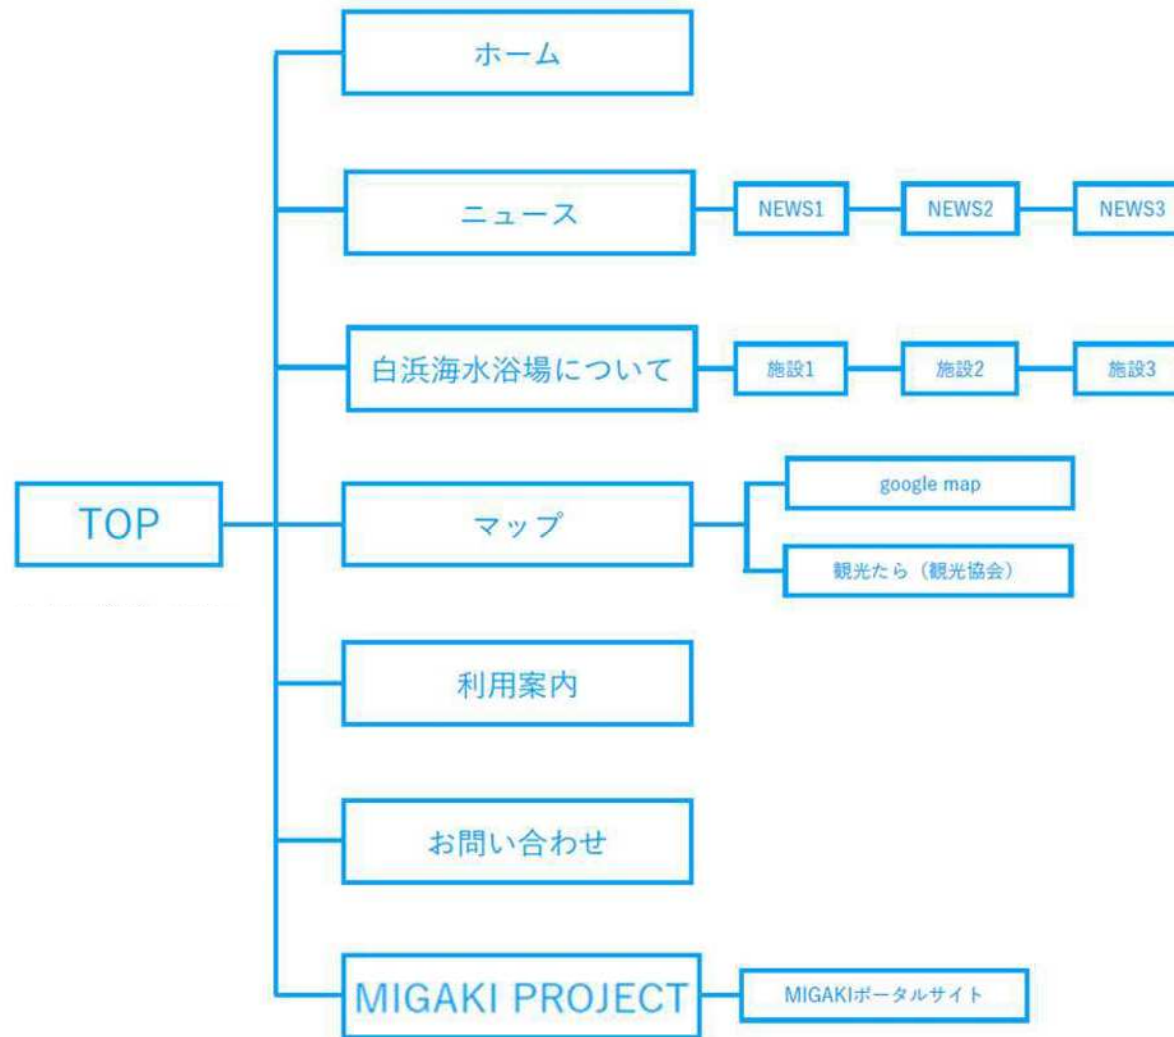 ホーム
ニュース
NEWS1
NEWS2
NEWS3
白浜海水浴場について
施設1
施設2
施設3
TOP
マップ
google map
観光たら（観光協会）
利用案内
お問い合わせ
MIGAKI PROJECT
MIGAKIポータルサイト